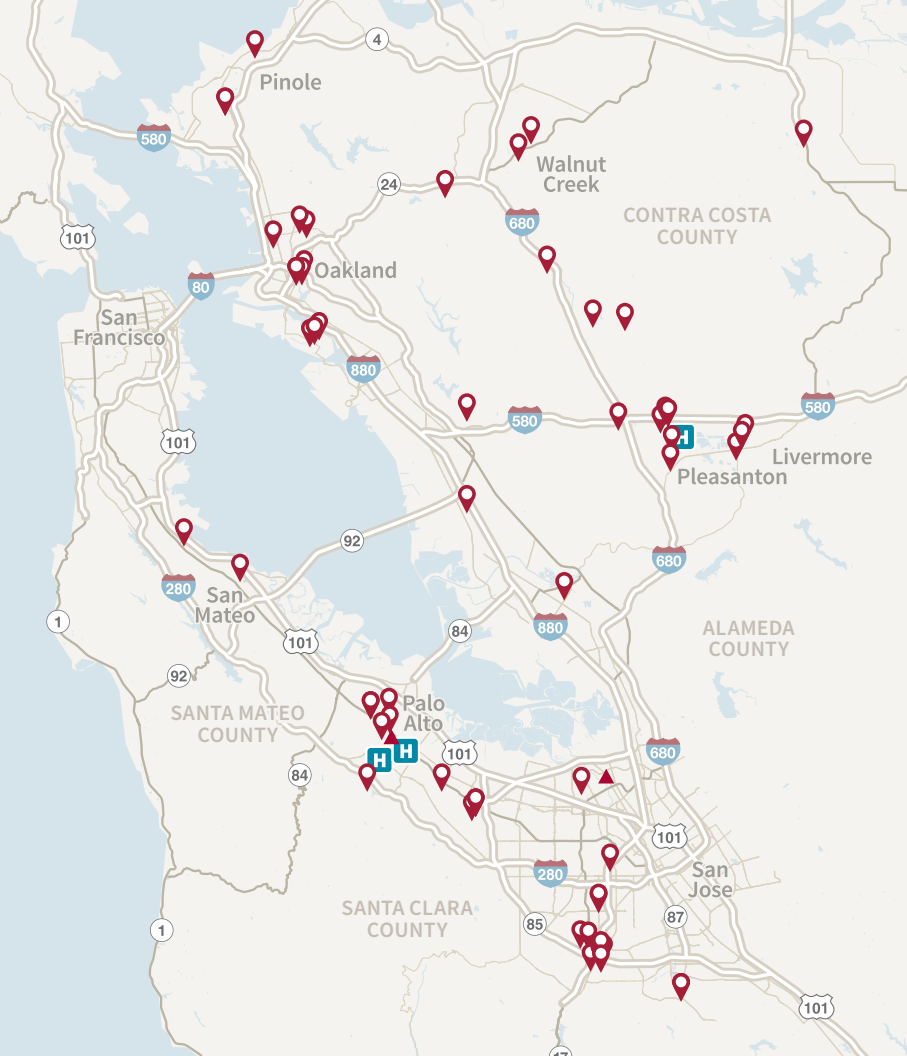 4
Pinole
580
Walnut
Creek
24
CONTRA COSTA
COUNTY
680
101
Oakland
80
San
Francisco
880
580
580
101
H
Livermore
Pleasanton
92
680
280
San
Mateo
1
880
84
101
ALAMEDA
COUNTY
92
SANTA MATEO
COUNTY
Palo
Alto
H
H
101
680
84
101
280
San
Jose
SANTA CLARA
COUNTY
85
87
1
101
17